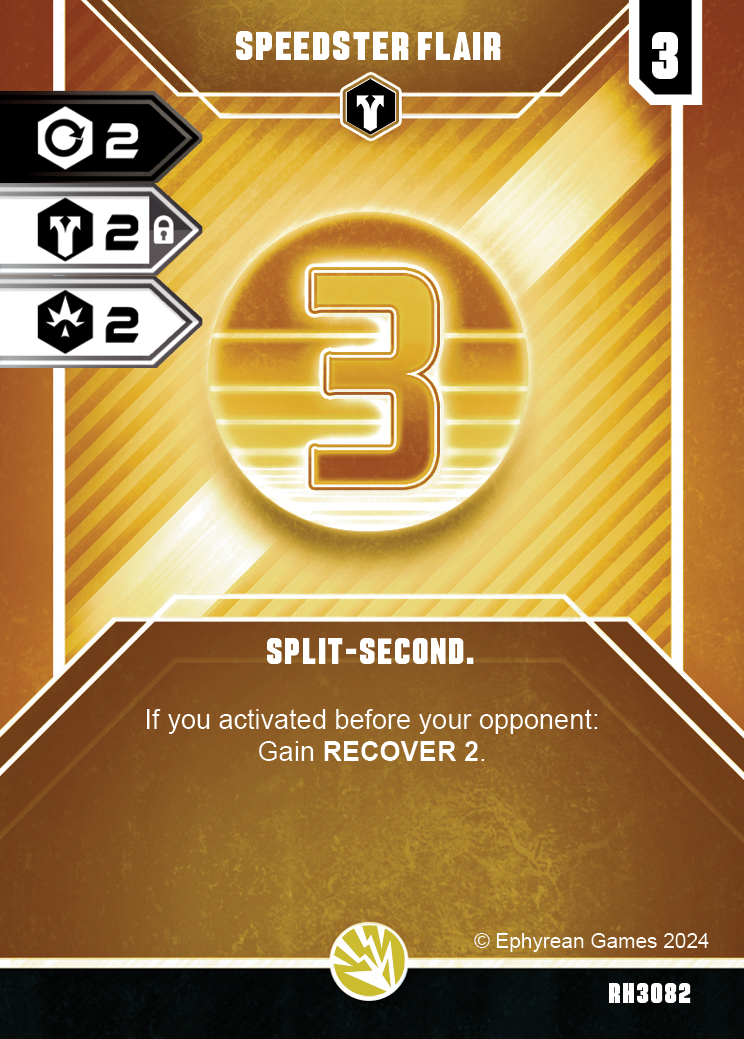 SPEEDSTER FLAIR
3
2
2
2
3
SPLIT-SECOND.
If you activated before your opponent:
Gain RECOVER 2.
© Ephyrean Games 2024
RH3082